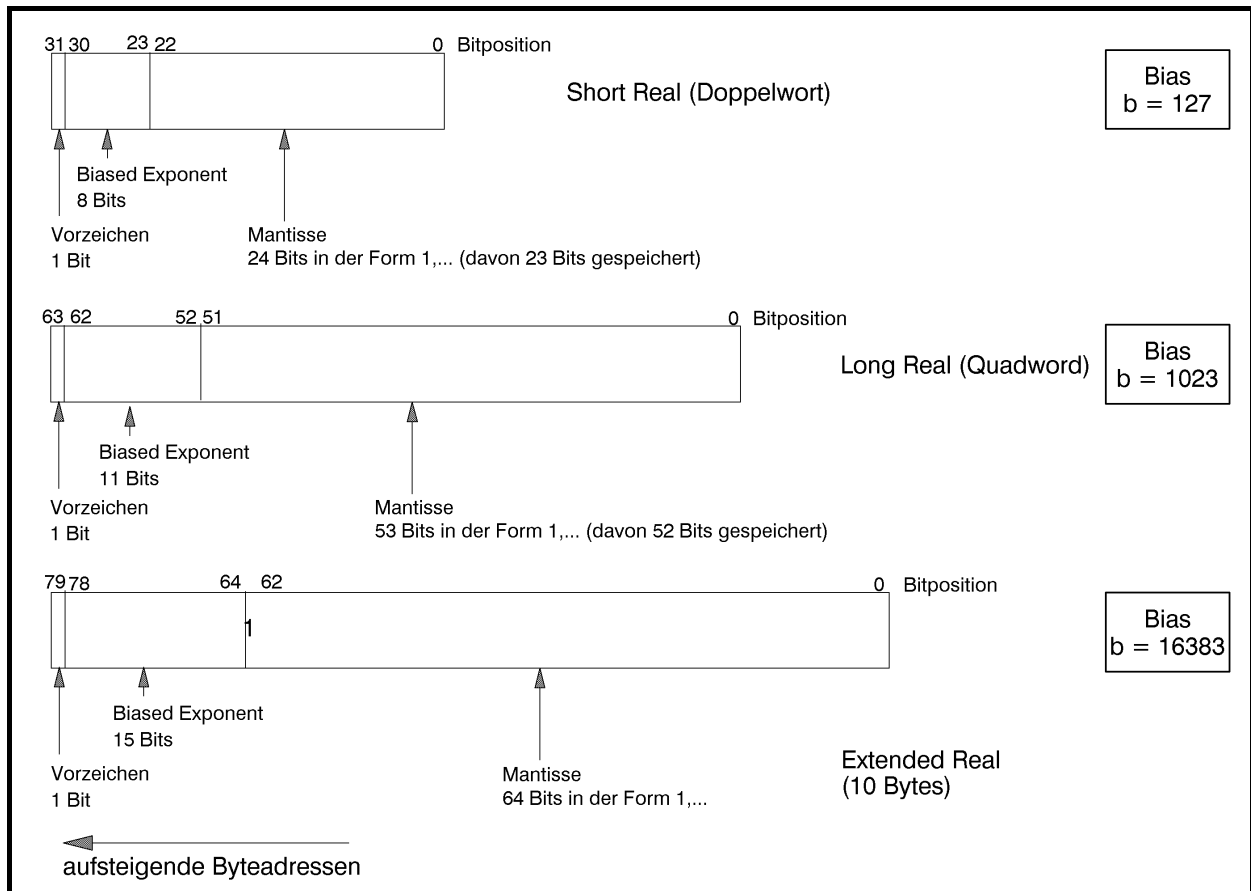 31 30 23 22 0 Bitposition
Short Real (Doppelwort)
Bias
b = 127
Biased Exponent
8 Bits
Vorzeichen
1 Bit
Mantisse
24 Bits in der Form 1,... (davon 23 Bits gespeichert)
63 62 52 51 0 Bitposition
Long Real (Quadword)
Bias
b = 1023
Biased Exponent
11 Bits
Vorzeichen
1 Bit
Mantisse
53 Bits in der Form 1,... (davon 52 Bits gespeichert)
79 78 64 62 0 Bitposition
1
Bias
b = 16383
Biased Exponent
15 Bits
Vorzeichen
1 Bit
Mantisse
64 Bits in der Form 1,...
Extended Real
(10 Bytes)
aufsteigende Byteadressen